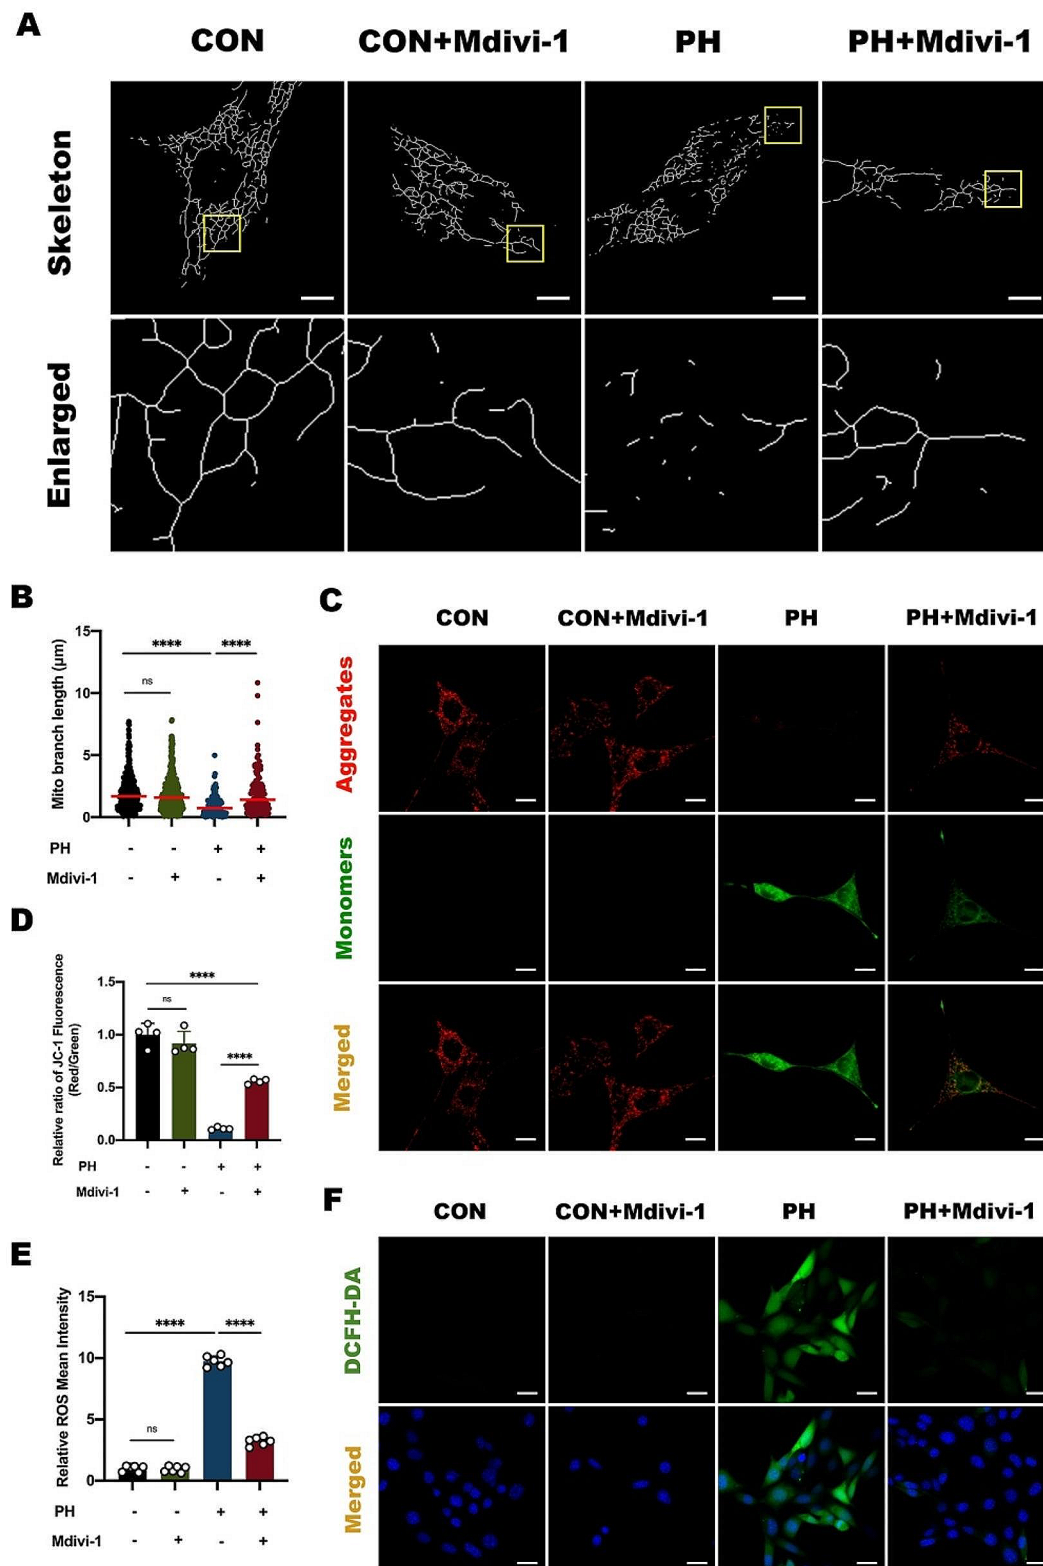 A
CON
CON+Mdivi-1
PH
PH+Mdivi-1
Skeleton
Enlarged
B
Mito branch length (μm)
15
10
5
0
****
****
ns
PH - - + +
Mdivi-1 - + - +
C
CON
CON+Mdivi-1
PH
PH+Mdivi-1
Aggregates
Monomers
Merged
D
Relative ratio of JC-1 Fluorescence
(Red/Green)
1.5
1.0
0.5
0.0
****
ns
****
PH - - + +
Mdivi-1 - + - +
E
Relative ROS Mean Intensity
15
10
5
0
****
****
ns
PH - - + +
Mdivi-1 - + - +
F
CON
CON+Mdivi-1
PH
PH+Mdivi-1
DCFH-DA
Merged